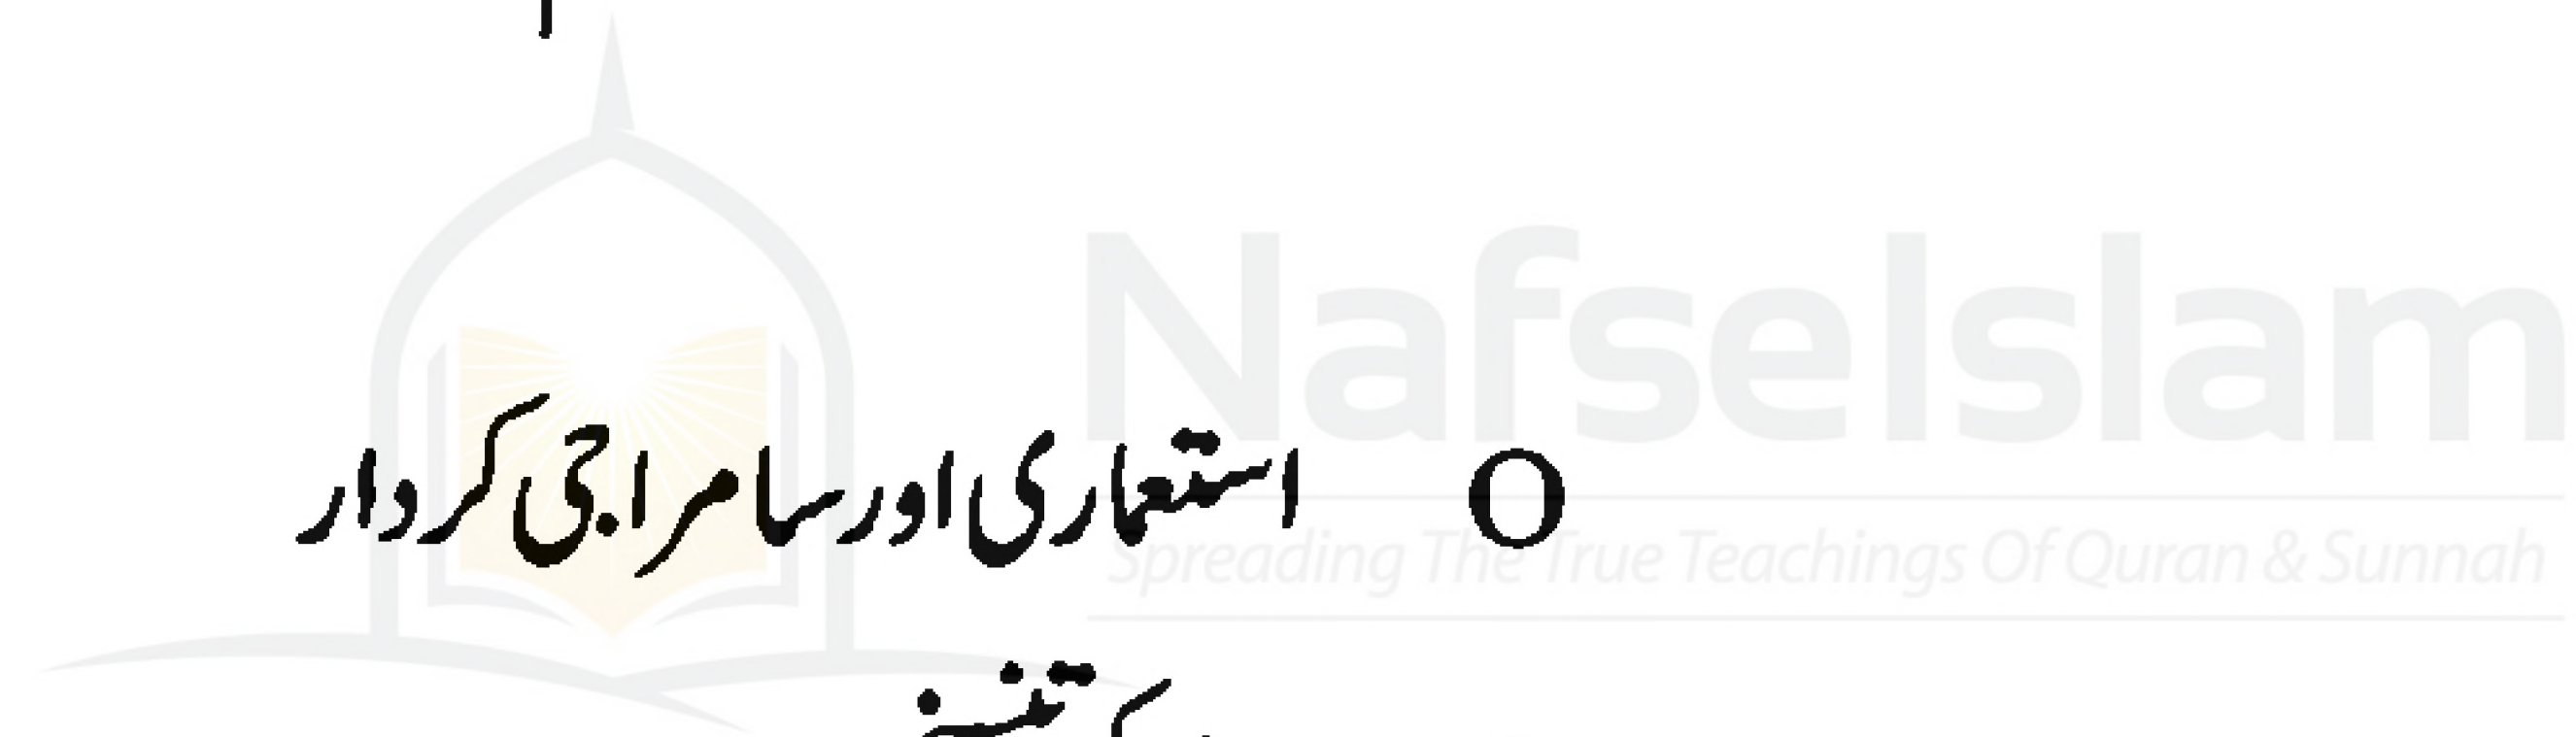 NafseIslam
O استعماری اور سامراجی کردار
Spreading The True Teachings Of Quran & Sunnah